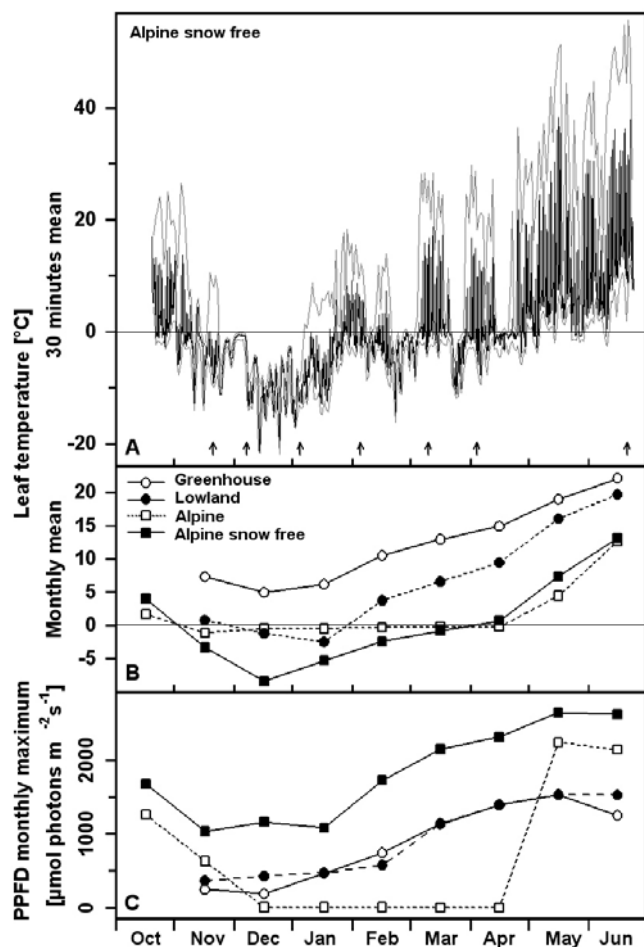 Alpine snow free
40
20
0
-20
A
Leaf temperature [°C]
30 minutes mean
Greenhouse
Lowland
Alpine
Alpine snow free
20
15
10
5
0
-5
B
Monthly mean
2000
1000
0
C
PPFD monthly maximum
[µmol photons m⁻²s⁻¹]
Oct Nov Dec Jan Feb Mar Apr May Jun